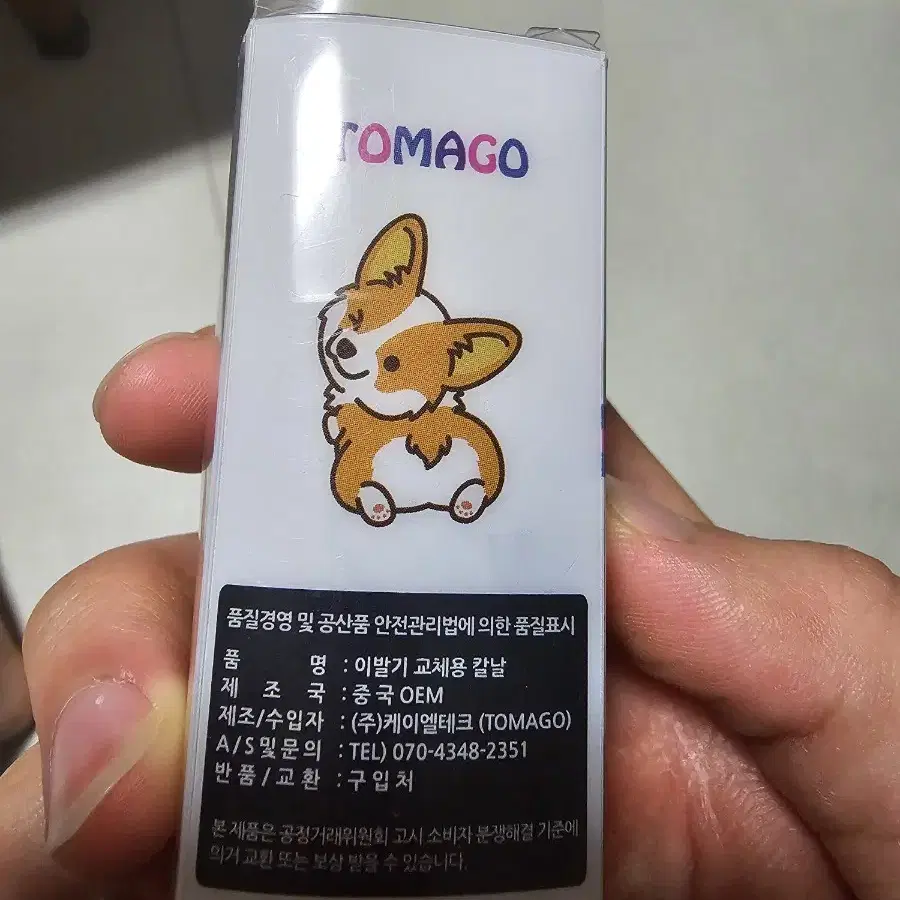 TOMAGO
품질경영 및 공산품 안전관리법에 의한 품질표시
품 명 : 이발기 교체용 칼날
제 조 국 : 중국 OEM
제조/수입자 : (주)케이엘테크 (TOMAGO)
A/S및문의 : TEL) 070-4348-2351
반품/교환 : 구입처
본 제품은 공정거래위원회 고시 소비자 분쟁해결 기준에
의거 교환 또는 보상 받을 수 있습니다.